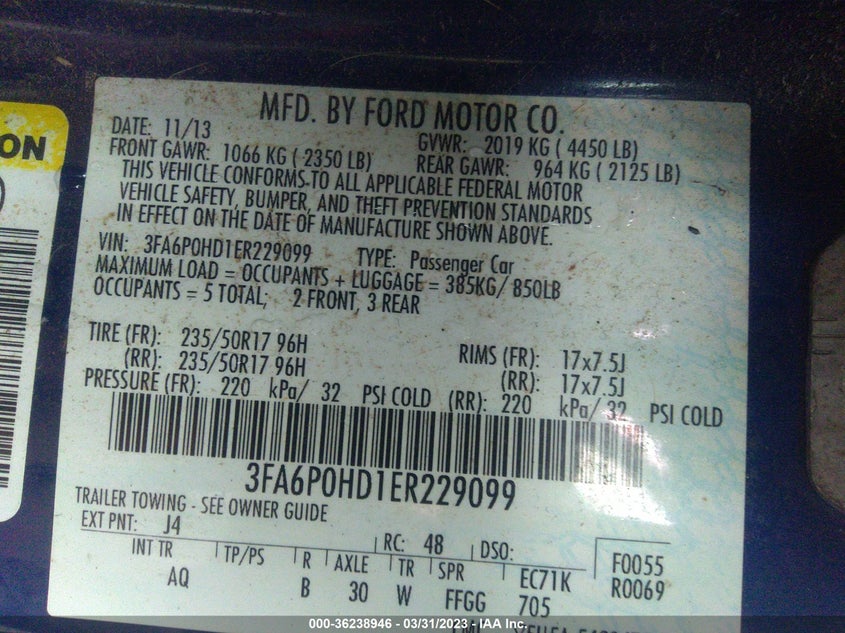 ON
MFD. BY FORD MOTOR CO.
DATE: 11/13 GVWR: 2019 KG ( 4450 LB)
FRONT GAWR: 1066 KG ( 2350 LB) REAR GAWR: 964 KG ( 2125 LB)
THIS VEHICLE CONFORMS TO ALL APPLICABLE FEDERAL MOTOR
VEHICLE SAFETY, BUMPER, AND THEFT PREVENTION STANDARDS
IN EFFECT ON THE DATE OF MANUFACTURE SHOWN ABOVE.
VIN: 3FA6P0HD1ER229099 TYPE: Passenger Car
MAXIMUM LOAD = OCCUPANTS + LUGGAGE = 385KG/ 850LB
OCCUPANTS = 5 TOTAL; 2 FRONT, 3 REAR
TIRE (FR): 235/50R17 96H RIMS (FR): 17x7.5J
(RR): 235/50R17 96H (RR): 17x7.5J
PRESSURE (FR): 220 kPa/ 32 PSI COLD (RR): 220 kPa/ 32 PSI COLD
3FA6P0HD1ER229099
TRAILER TOWING - SEE OWNER GUIDE
EXT PNT: J4 RC: 48 DSO: F0055
INT TR TP/PS R AXLE TR SPR EC71K R0069
AQ B 30 W FFGG 705
000-36238946 — 03/31/2023 — © IAA, Inc.